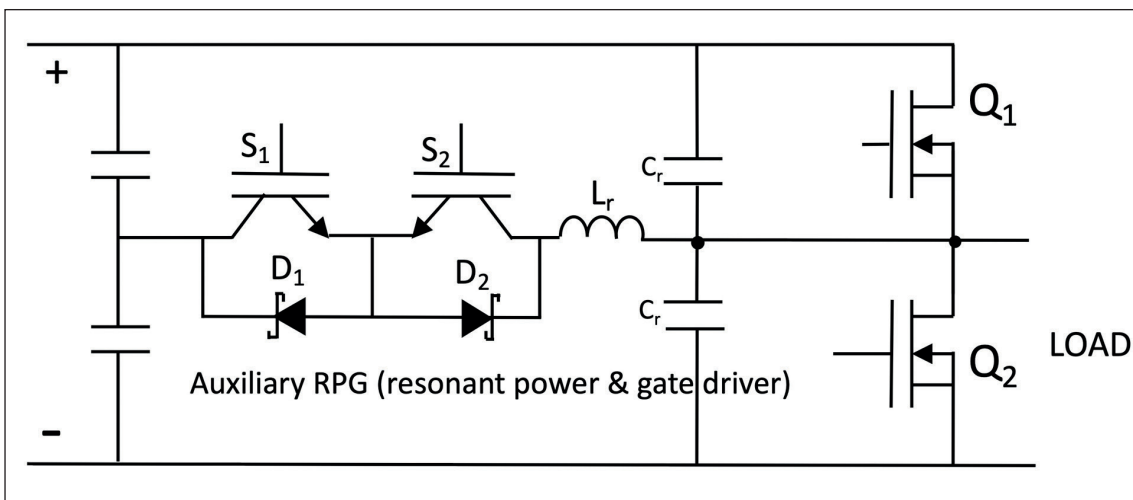 +
S₁
S₂
Q₁
Cᵣ
Lᵣ
D₁
D₂
Cᵣ
LOAD
Q₂
Auxiliary RPG (resonant power & gate driver)
-